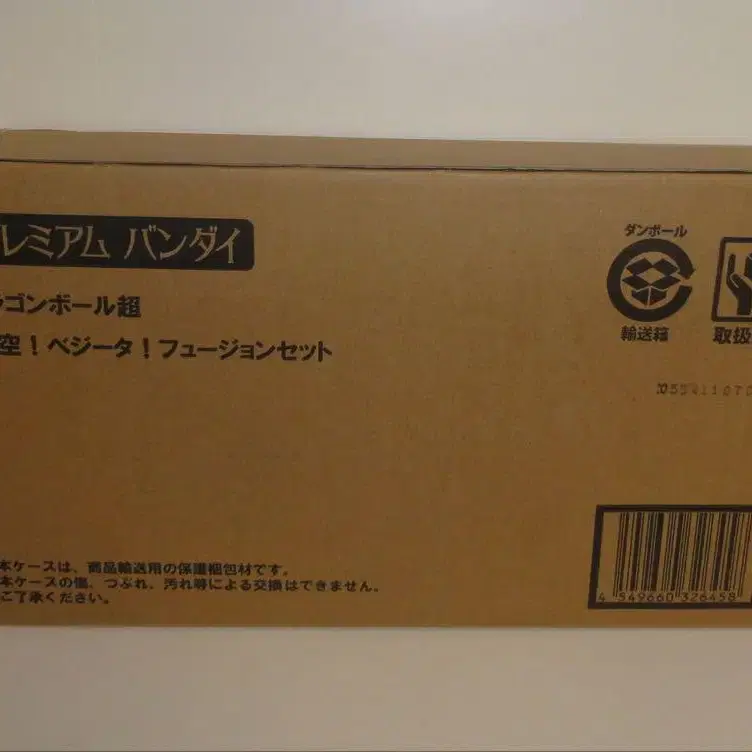 レミアム バンダイ
ゴンボール超
空！ベジータ！フュージョンセット
ダンボール
輸送箱
取扱
本ケースは、商品輸送用の保護梱包材です。
本ケースの傷、つぶれ、汚れ等による交換はできません。
ご了承ください。
4 549660 326458